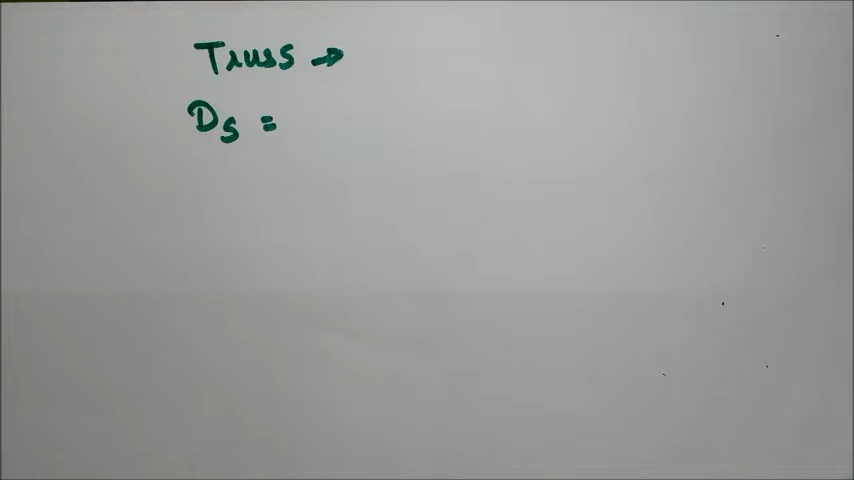 Truss →
Ds =